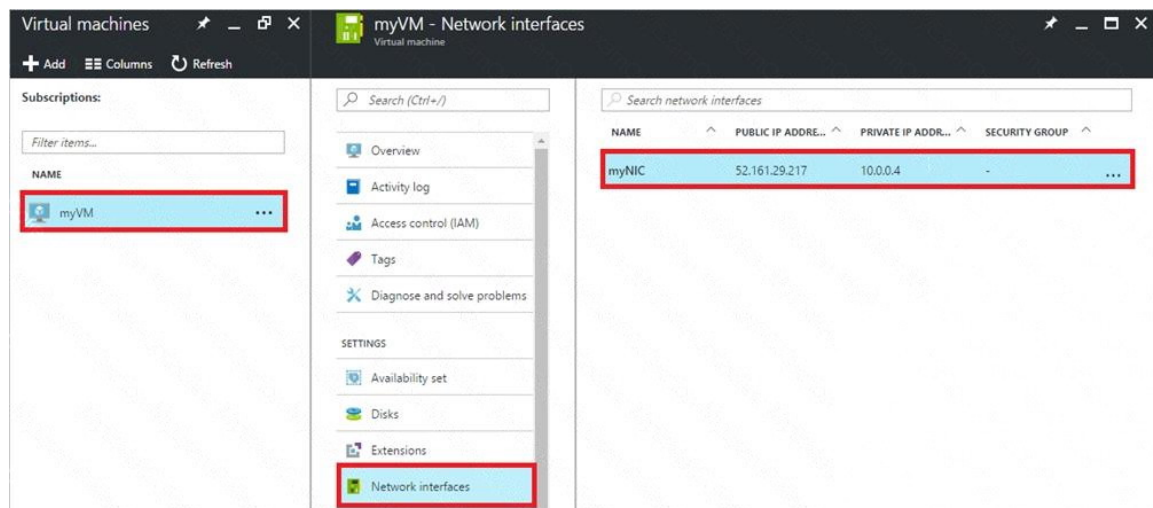 Virtual machines
Add Columns Refresh
Subscriptions:
Filter items...
NAME
myVM ...
myVM - Network interfaces
Virtual machine
Search (Ctrl+/)
Overview
Activity log
Access control (IAM)
Tags
Diagnose and solve problems
SETTINGS
Availability set
Disks
Extensions
Network interfaces
Search network interfaces
NAME PUBLIC IP ADDRE... PRIVATE IP ADDR... SECURITY GROUP
myNIC 52.161.29.217 10.0.0.4 - ...